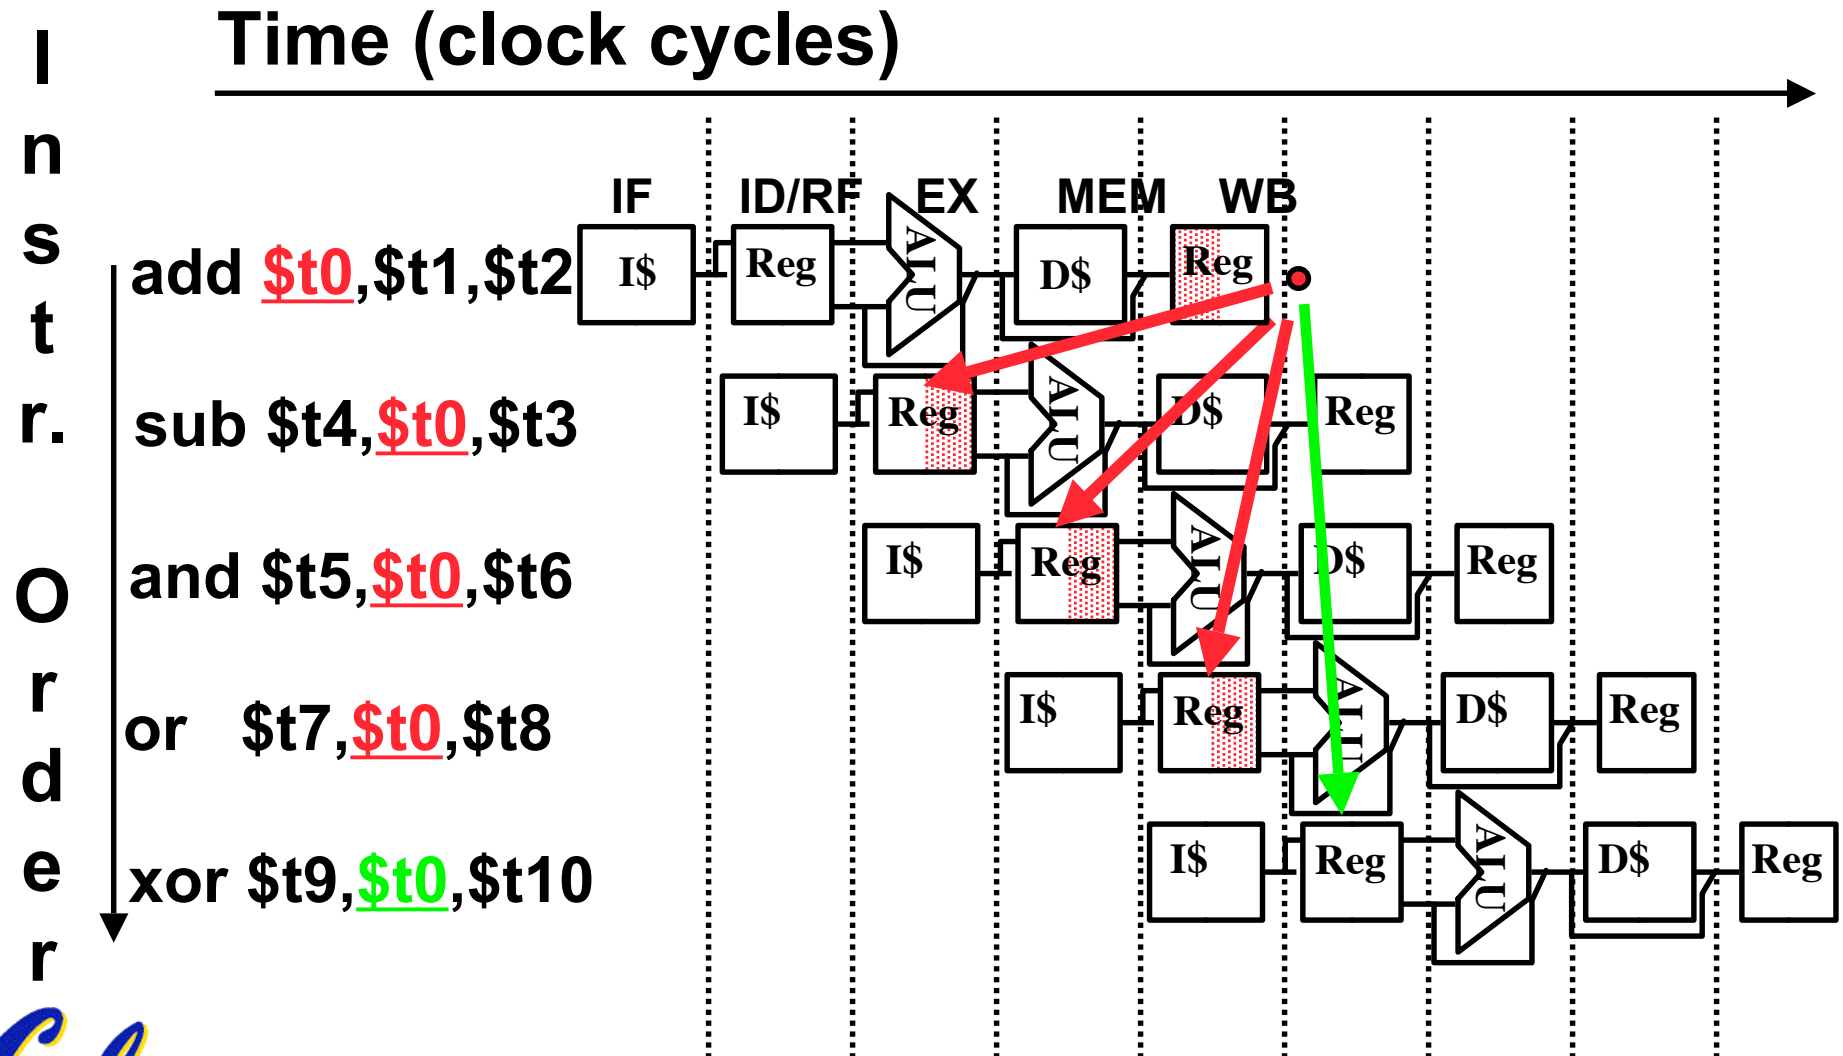 Time (clock cycles)
Instr. Order
IF ID/RF EX MEM WB
add $t0,$t1,$t2 I$ Reg ALU D$ Reg
sub $t4,$t0,$t3 I$ Reg ALU D$ Reg
and $t5,$t0,$t6 I$ Reg ALU D$ Reg
or $t7,$t0,$t8 I$ Reg ALU D$ Reg
xor $t9,$t0,$t10 I$ Reg ALU D$ Reg